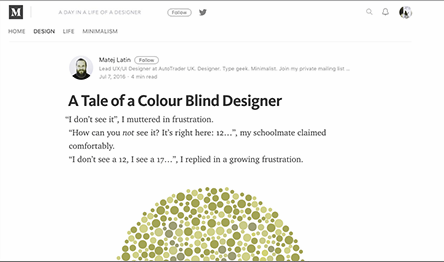 M A DAY IN A LIFE OF A DESIGNER Follow
HOME DESIGN LIFE MINIMALISM
Matej Latin Follow
Lead UX/UI Designer at AutoTrader UK. Designer. Type geek. Minimalist. Join my private mailing list ...
Jul 7, 2016 · 4 min read
A Tale of a Colour Blind Designer
“I don’t see it”, I muttered in frustration.
“How can you not see it? It’s right here: 12…”, my schoolmate claimed
comfortably.
“I don’t see a 12, I see a 17…”, I replied in a growing frustration.